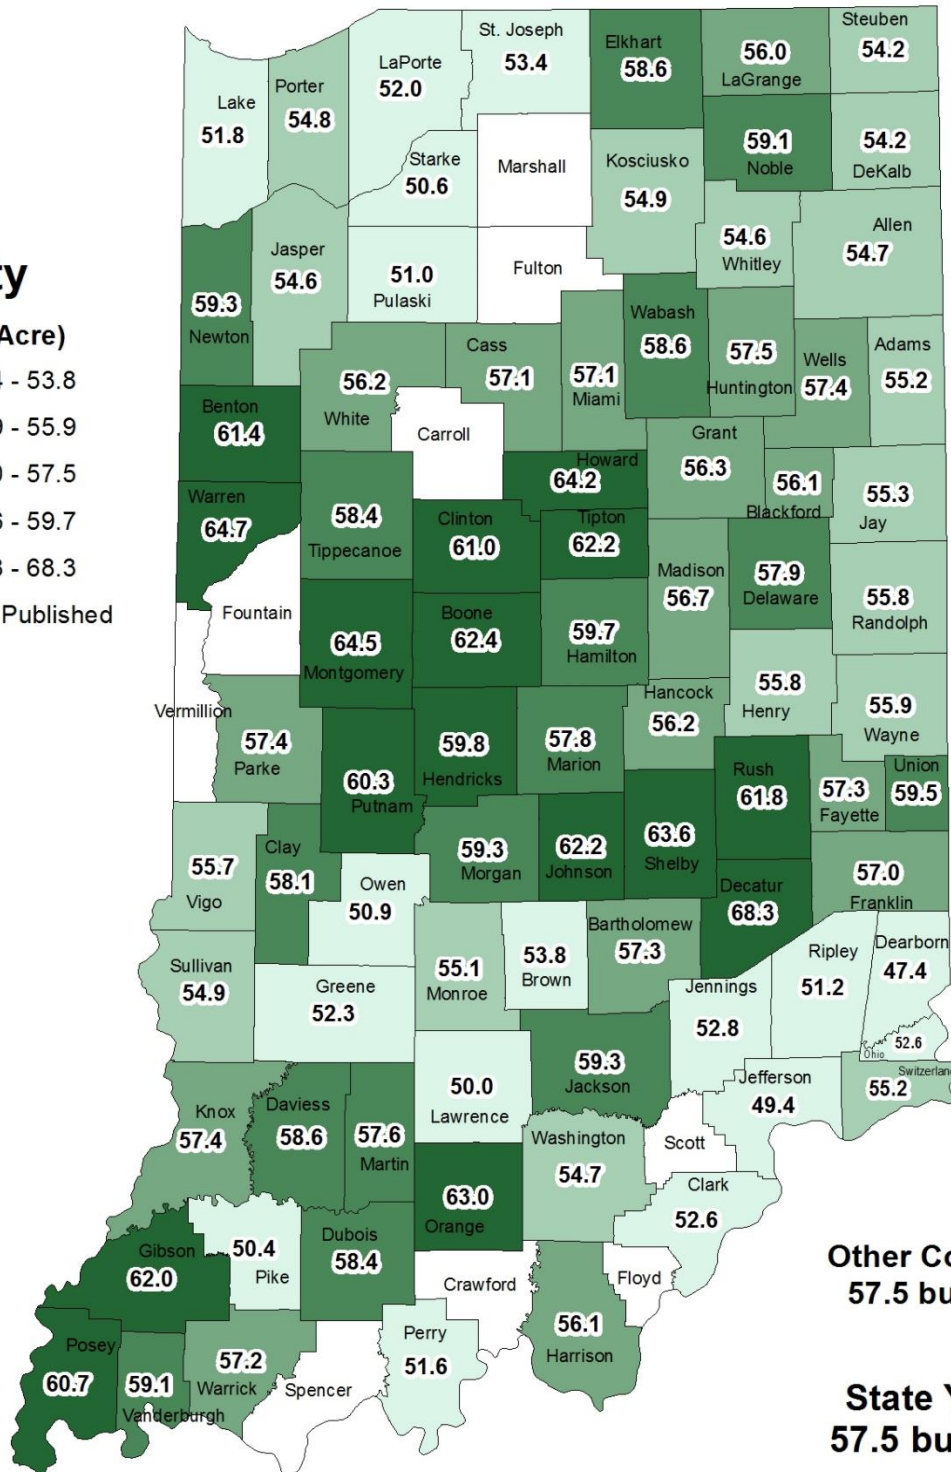 St. Joseph
53.4
Elkhart
58.6
56.0
LaGrange
Steuben
54.2
LaPorte
52.0
Lake
51.8
Porter
54.8
Starke
50.6
Marshall
Kosciusko
54.9
59.1
Noble
54.2
DeKalb
Allen
54.7
54.6
Whitley
Jasper
54.6
51.0
Pulaski
Fulton
59.3
Newton
Wabash
58.6
57.5
Huntington
Wells
57.4
Adams
55.2
56.2
White
Cass
57.1
57.1
Miami
Benton
61.4
Carroll
Grant
56.3
Howard
64.2
56.1
Blackford
55.3
Jay
Warren
64.7
58.4
Tippecanoe
Clinton
61.0
Tipton
62.2
Madison
56.7
57.9
Delaware
55.8
Randolph
Fountain
64.5
Montgomery
Boone
62.4
59.7
Hamilton
Hancock
56.2
55.8
Henry
55.9
Wayne
Vermillion
57.4
Parke
60.3
Putnam
59.8
Hendricks
57.8
Marion
Rush
61.8
57.3
Fayette
Union
59.5
55.7
Vigo
Clay
58.1
Owen
50.9
59.3
Morgan
62.2
Johnson
63.6
Shelby
Decatur
68.3
57.0
Franklin
Sullivan
54.9
Greene
52.3
55.1
Monroe
53.8
Brown
Bartholomew
57.3
Jennings
52.8
Ripley
51.2
Dearborn
47.4
52.6
Ohio
Switzerlan
55.2
Knox
57.4
Daviess
58.6
57.6
Martin
50.0
Lawrence
59.3
Jackson
Jefferson
49.4
Scott
Washington
54.7
Clark
52.6
63.0
Orange
Gibson
62.0
50.4
Pike
Dubois
58.4
Crawford
Floyd
56.1
Harrison
Posey
60.7
59.1
Vanderburgh
57.2
Warrick
Spencer
Perry
51.6
ty
Acre)
- 53.8
- 55.9
- 57.5
- 59.7
- 68.3
Published
Other Co
57.5 bu
State
57.5 bu